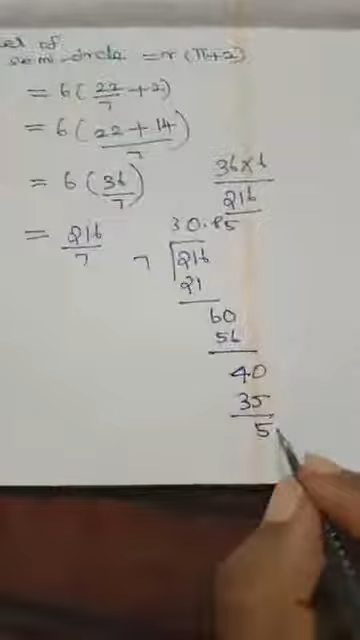 of
semi circle = r (π+2)
= 6 ( 22/7 + 2)
= 6 ( 22 + 14 / 7 )
= 6 ( 36/7 )
= 216/7
36 x 6
216
30.85
7 216
21
60
56
40
35
5